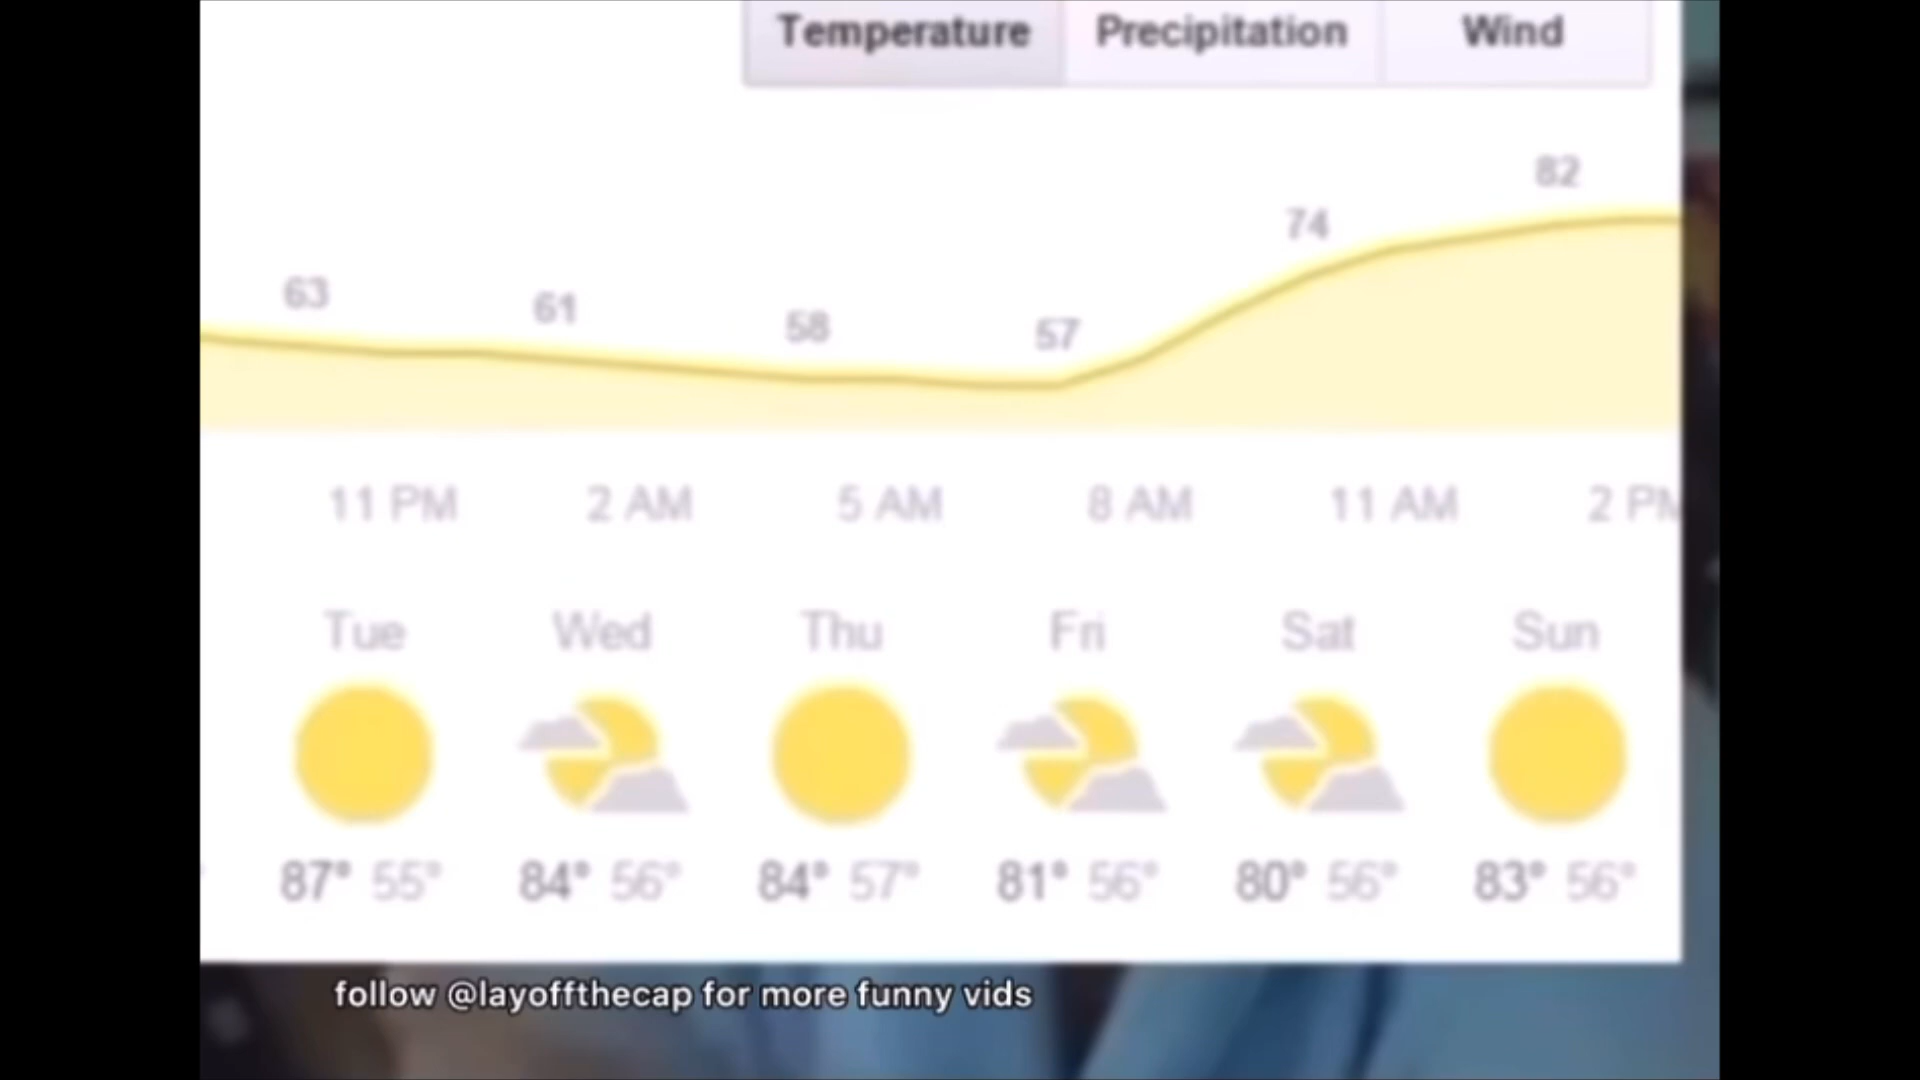 Temperature Precipitation Wind
82
74
63
61
58
57
11 PM 2 AM 5 AM 8 AM 11 AM 2 PM
Tue Wed Thu Fri Sat Sun
87° 55° 84° 56° 84° 57° 81° 56° 80° 56° 83° 56°
follow @layoffthecap for more funny vids